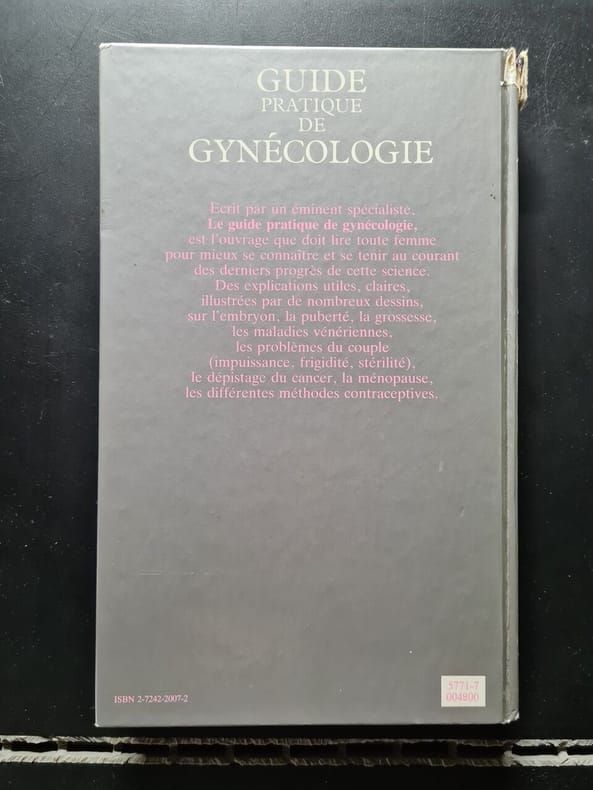 GUIDE
PRATIQUE
DE
GYNÉCOLOGIE
Ecrit par un éminent spécialiste,
Le guide pratique de gynécologie,
est l'ouvrage que doit lire toute femme
pour mieux se connaître et se tenir au courant
des derniers progrès de cette science.
Des explications utiles, claires,
illustrées par de nombreux dessins,
sur l'embryon, la puberté, la grossesse,
les maladies vénériennes,
les problèmes du couple
(impuissance, frigidité, stérilité),
le dépistage du cancer, la ménopause,
les différentes méthodes contraceptives.
ISBN 2-7242-2007-2
5771-7
004800